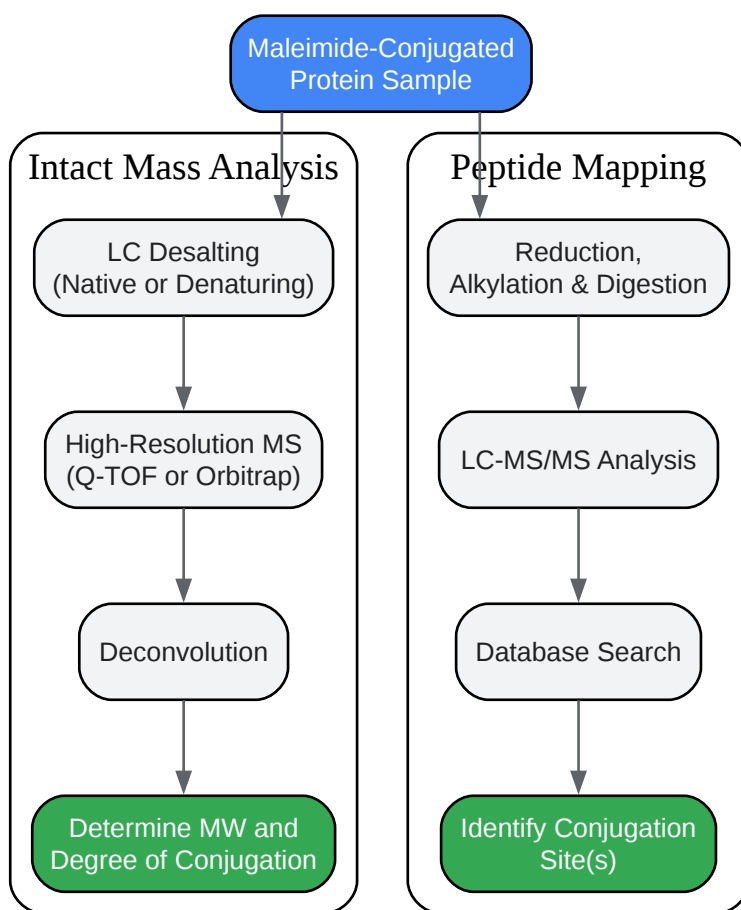 Maleimide-Conjugated
Protein Sample
Intact Mass Analysis
LC Desalting
(Native or Denaturing)
High-Resolution MS
(Q-TOF or Orbitrap)
Deconvolution
Determine MW and
Degree of Conjugation
Peptide Mapping
Reduction,
Alkylation & Digestion
LC-MS/MS Analysis
Database Search
Identify Conjugation
Site(s)